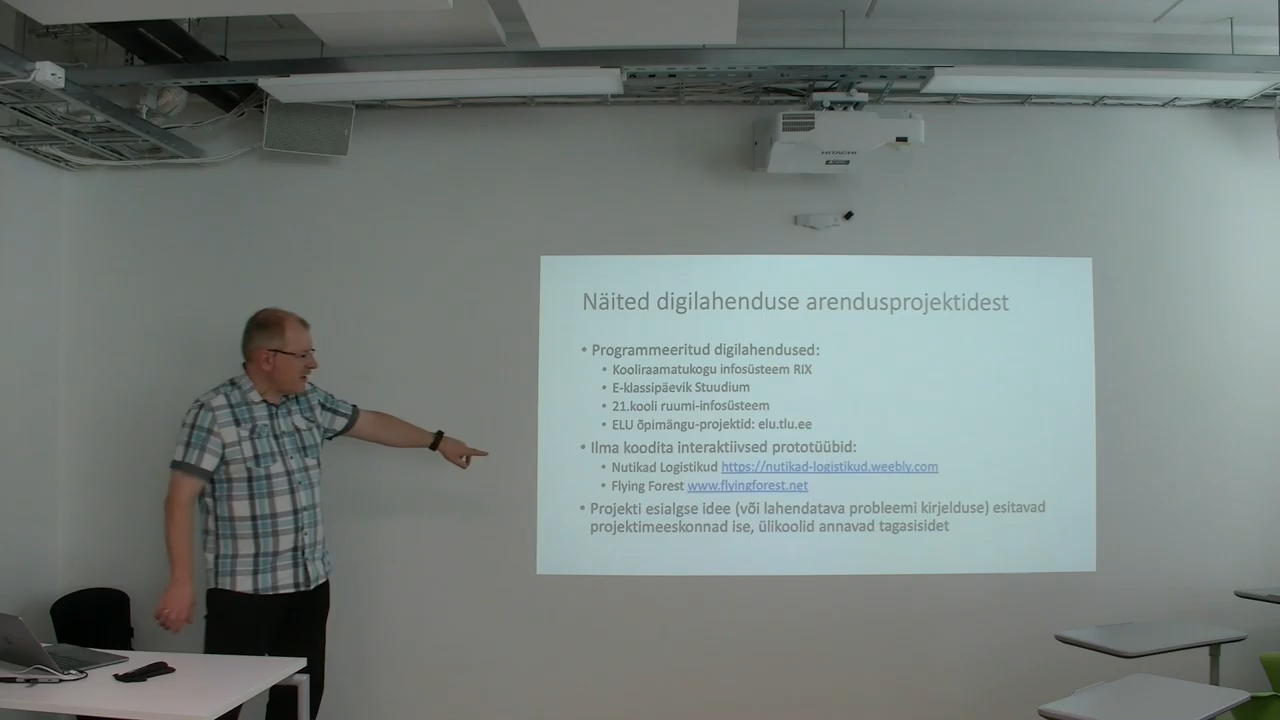 HITACHI
Näited digilahenduse arendusprojektidest
• Programmeeritud digilahendused:
• Kooliraamatukogu infosüsteem RIX
• E-klassipäevik Stuudium
• 21.kooli ruumi-infosüsteem
• ELU õpimängu-projektid: elu.tlu.ee
• Ilma koodita interaktiivsed prototüübid:
• Nutikad Logistikud https://nutikad-logistikud.weebly.com
• Flying Forest www.flyingforest.net
• Projekti esialgse idee (või lahendatava probleemi kirjelduse) esitavad
projektimeeskonnad ise, ülikoolid annavad tagasisidet